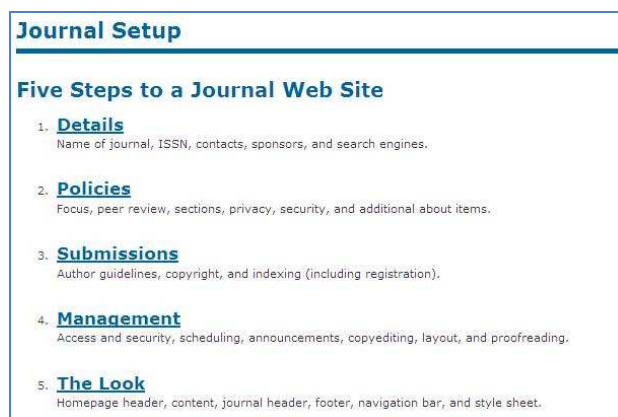 Journal Setup
Five Steps to a Journal Web Site
1. Details
Name of journal, ISSN, contacts, sponsors, and search engines.
2. Policies
Focus, peer review, sections, privacy, security, and additional about items.
3. Submissions
Author guidelines, copyright, and indexing (including registration).
4. Management
Access and security, scheduling, announcements, copyediting, layout, and proofreading.
5. The Look
Homepage header, content, journal header, footer, navigation bar, and style sheet.